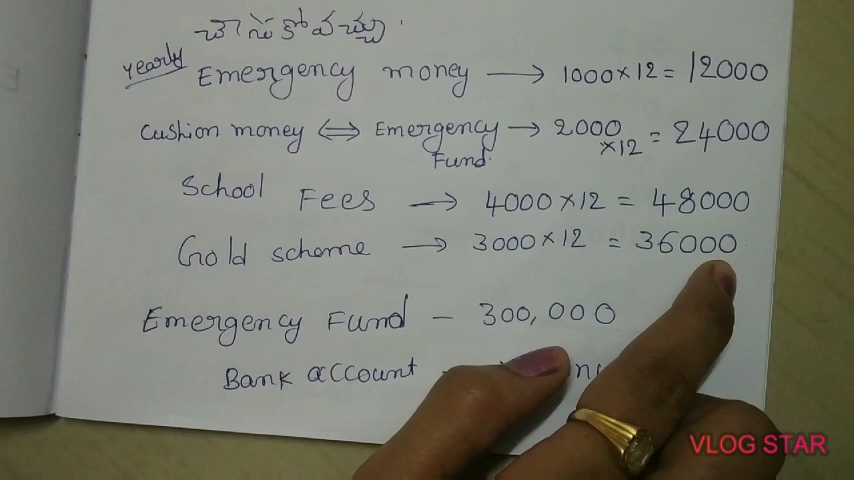 చూసుకోవచ్చు.
yearly Emergency money → 1000×12 = 12000
Cushion money ⇔ Emergency Fund. → 2000 ×12 = 24000
School Fees → 4000×12 = 48000
Gold scheme → 3000×12 = 36000
Emergency Fund – 300,000
Bank account
VLOG STAR